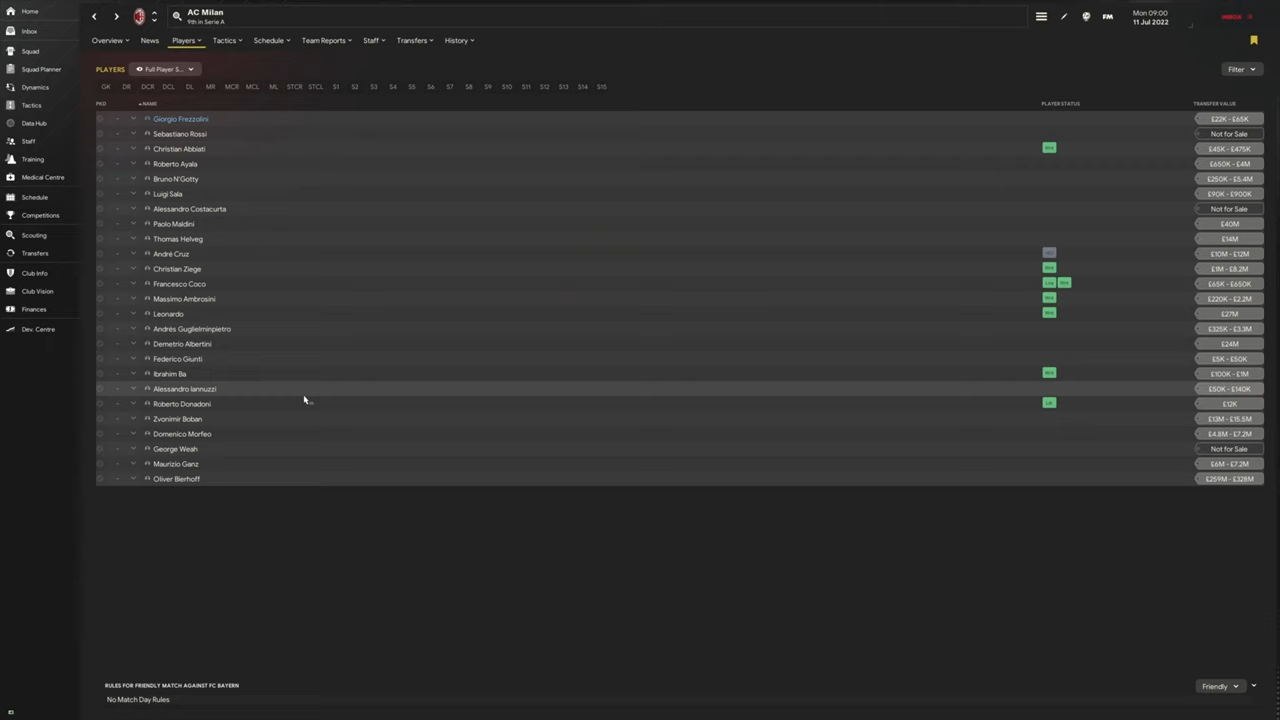 Home
Inbox
Squad
Squad Planner
Dynamics
Tactics
Data Hub
Staff
Training
Medical Centre
Schedule
Competitions
Scouting
Transfers
Club Info
Club Vision
Finances
Dev. Centre
AC Milan
9th in Serie A
FM
Mon 09:00
11 Jul 2022
Overview News Players Tactics Schedule Team Reports Staff Transfers History
PLAYERS Full Player S... Filter
GK DR DCR DCL DL MR MCR MCL ML STCR STCL S1 S2 S3 S4 S5 S6 S7 S8 S9 S10 S11 S12 S13 S14 S15
PKD NAME PLAYER STATUS TRANSFER VALUE
- Giorgio Frezzolini £22K - £65K
- Sebastiano Rossi Not for Sale
- Christian Abbiati Wnt £45K - £475K
- Roberto Ayala £650K - £4M
- Bruno N'Gotty £250K - £5.4M
- Luigi Sala £90K - £900K
- Alessandro Costacurta Not for Sale
- Paolo Maldini £40M
- Thomas Helveg £14M
- André Cruz £10M - £12M
- Christian Ziege Wnt £1M - £8.2M
- Francesco Coco Wnt £65K - £650K
- Massimo Ambrosini Wnt £220K - £2.2M
- Leonardo Wnt £27M
- Andrés Guglielminpietro £325K - £3.3M
- Demetrio Albertini £24M
- Federico Giunti £5K - £50K
- Ibrahim Ba Wnt £100K - £1M
- Alessandro Iannuzzi £50K - £140K
- Roberto Donadoni £12K
- Zvonimir Boban £13M - £15.5M
- Domenico Morfeo £4.8M - £7.2M
- George Weah Not for Sale
- Maurizio Ganz £6M - £7.2M
- Oliver Bierhoff £259M - £328M
RULES FOR FRIENDLY MATCH AGAINST FC BAYERN
No Match Day Rules
Friendly